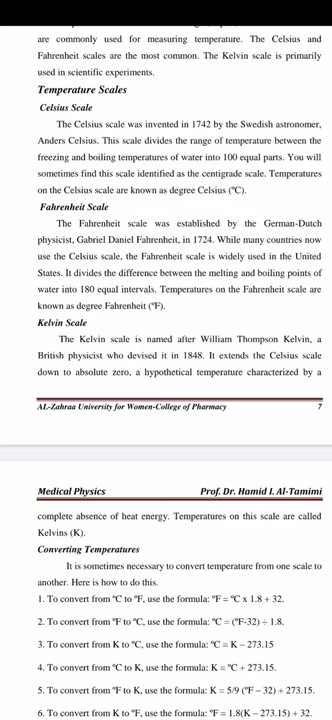 are commonly used for measuring temperature. The Celsius and
Fahrenheit scales are the most common. The Kelvin scale is primarily
used in scientific experiments.
Temperature Scales
Celsius Scale
The Celsius scale was invented in 1742 by the Swedish astronomer,
Anders Celsius. This scale divides the range of temperature between the
freezing and boiling temperatures of water into 100 equal parts. You will
sometimes find this scale identified as the centigrade scale. Temperatures
on the Celsius scale are known as degree Celsius (ºC).
Fahrenheit Scale
The Fahrenheit scale was established by the German-Dutch
physicist, Gabriel Daniel Fahrenheit, in 1724. While many countries now
use the Celsius scale, the Fahrenheit scale is widely used in the United
States. It divides the difference between the melting and boiling points of
water into 180 equal intervals. Temperatures on the Fahrenheit scale are
known as degree Fahrenheit (ºF).
Kelvin Scale
The Kelvin scale is named after William Thompson Kelvin, a
British physicist who devised it in 1848. It extends the Celsius scale
down to absolute zero, a hypothetical temperature characterized by a
AL-Zahraa University for Women-College of Pharmacy 7
Medical Physics Prof. Dr. Hamid I. Al-Tamimi
complete absence of heat energy. Temperatures on this scale are called
Kelvins (K).
Converting Temperatures
It is sometimes necessary to convert temperature from one scale to
another. Here is how to do this.
1. To convert from ºC to ºF, use the formula: ºF = ºC x 1.8 + 32.
2. To convert from ºF to ºC, use the formula: ºC = (ºF-32) ÷ 1.8.
3. To convert from K to ºC, use the formula: ºC = K – 273.15
4. To convert from ºC to K, use the formula: K = ºC + 273.15.
5. To convert from ºF to K, use the formula: K = 5/9 (ºF – 32) + 273.15.
6. To convert from K to ºF, use the formula: ºF = 1.8(K – 273.15) + 32.